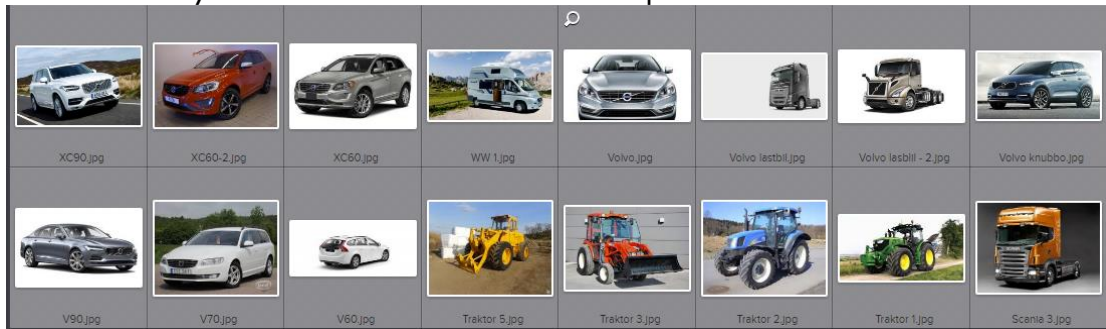 XC90.jpg XC60-2.jpg XC60.jpg WW 1.jpg Volvo.jpg Volvo lastbil.jpg Volvo lasbill - 2.jpg Volvo knubbo.jpg
V90.jpg V70.jpg V60.jpg Traktor 5.jpg Traktor 3.jpg Traktor 2.jpg Traktor 1.jpg Scania 3.jpg